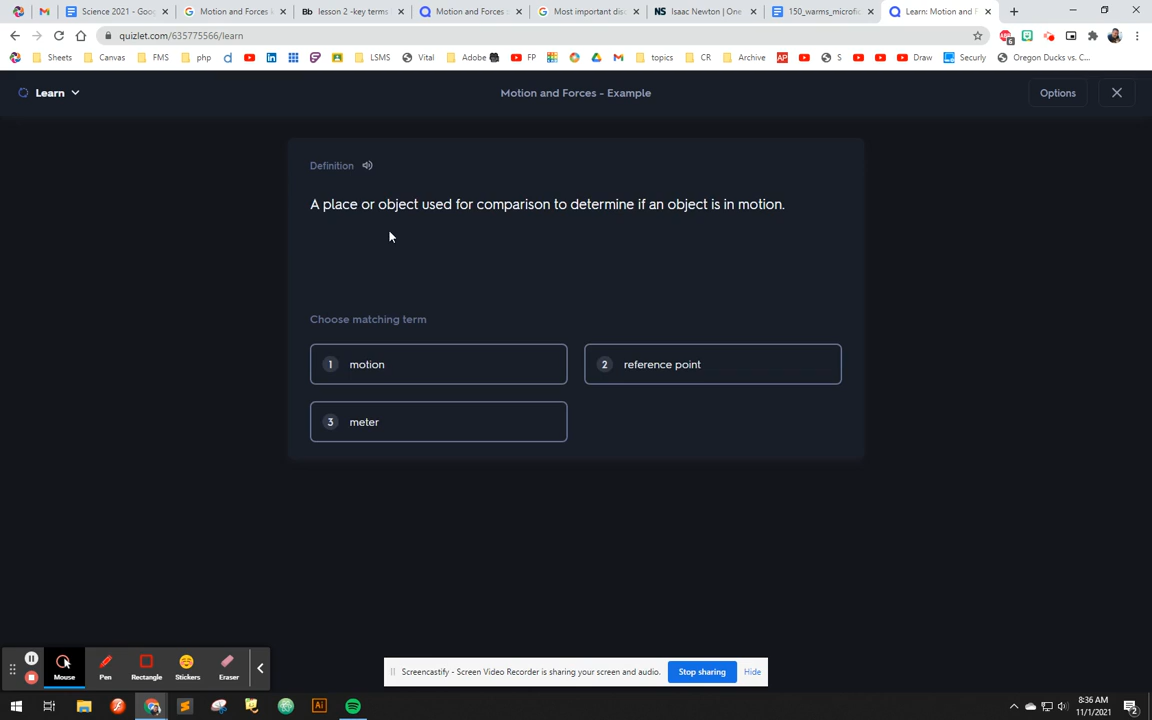 Science 2021 - Goog
Motion and Forces
lesson 2 -key terms
Motion and Forces
Most important dis
Isaac Newton | One
150_warms_microfic
Learn: Motion and F
quizlet.com/635775566/learn
6
Sheets
Canvas
FMS
php
LSMS
Vital
Adobe
FP
topics
CR
Archive
AP
S
Draw
Securly
Oregon Ducks vs. C...
Learn
Motion and Forces - Example
Options
Definition
A place or object used for comparison to determine if an object is in motion.
Choose matching term
1 motion
2 reference point
3 meter
Mouse
Pen
Rectangle
Stickers
Eraser
Screencastify - Screen Video Recorder is sharing your screen and audio.
Stop sharing
Hide
8:36 AM
11/1/2021
2